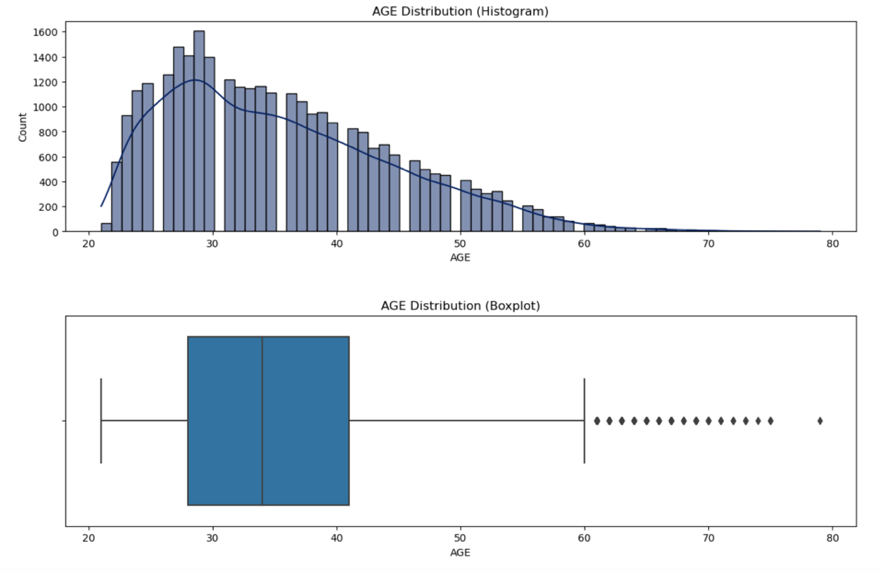 AGE Distribution (Histogram)
1600
1400
1200
1000
800
600
400
200
0
Count
20 30 40 50 60 70 80
AGE
AGE Distribution (Boxplot)
20 30 40 50 60 70 80
AGE